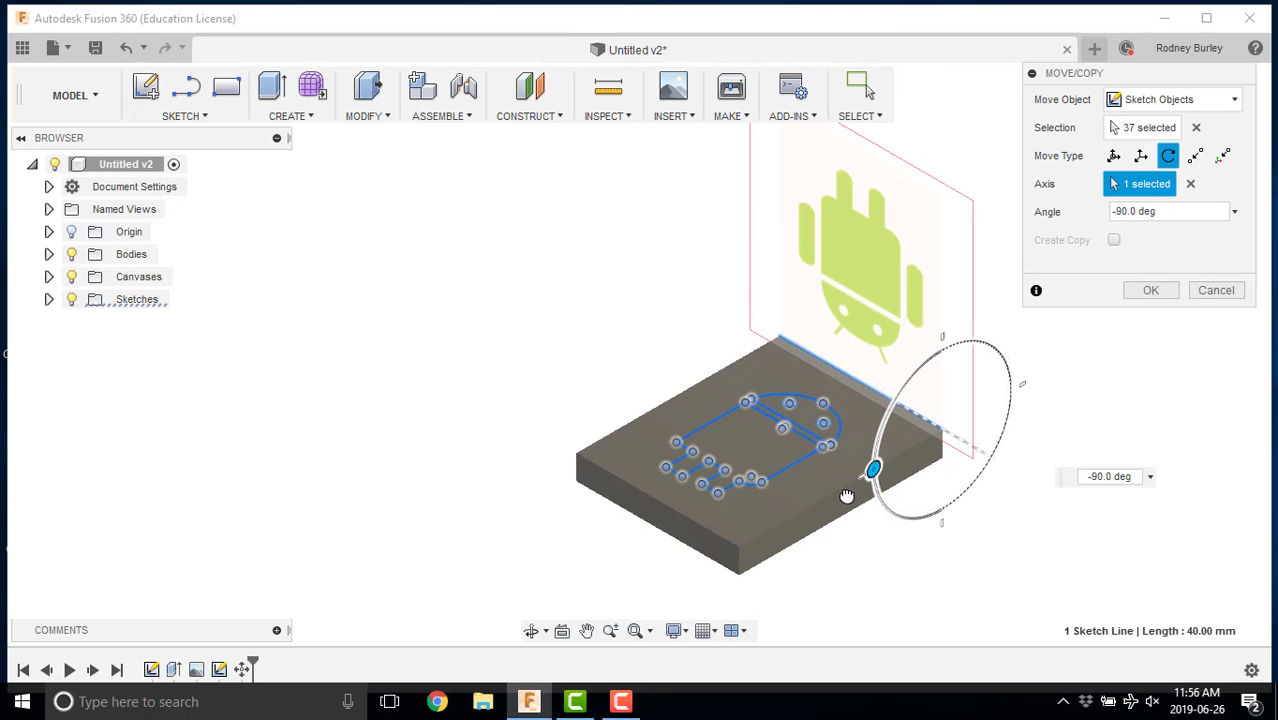 Autodesk Fusion 360 (Education License)
Untitled v2*
Rodney Burley
MODEL
SKETCH
CREATE
MODIFY
ASSEMBLE
CONSTRUCT
INSPECT
INSERT
MAKE
ADD-INS
SELECT
BROWSER
Untitled v2
Document Settings
Named Views
Origin
Bodies
Canvases
Sketches
MOVE/COPY
Move Object Sketch Objects
Selection 37 selected
Move Type
Axis 1 selected
Angle -90.0 deg
Create Copy
OK Cancel
-90.0 deg
COMMENTS
1 Sketch Line | Length : 40.00 mm
Type here to search
11:56 AM
2019-06-26
2